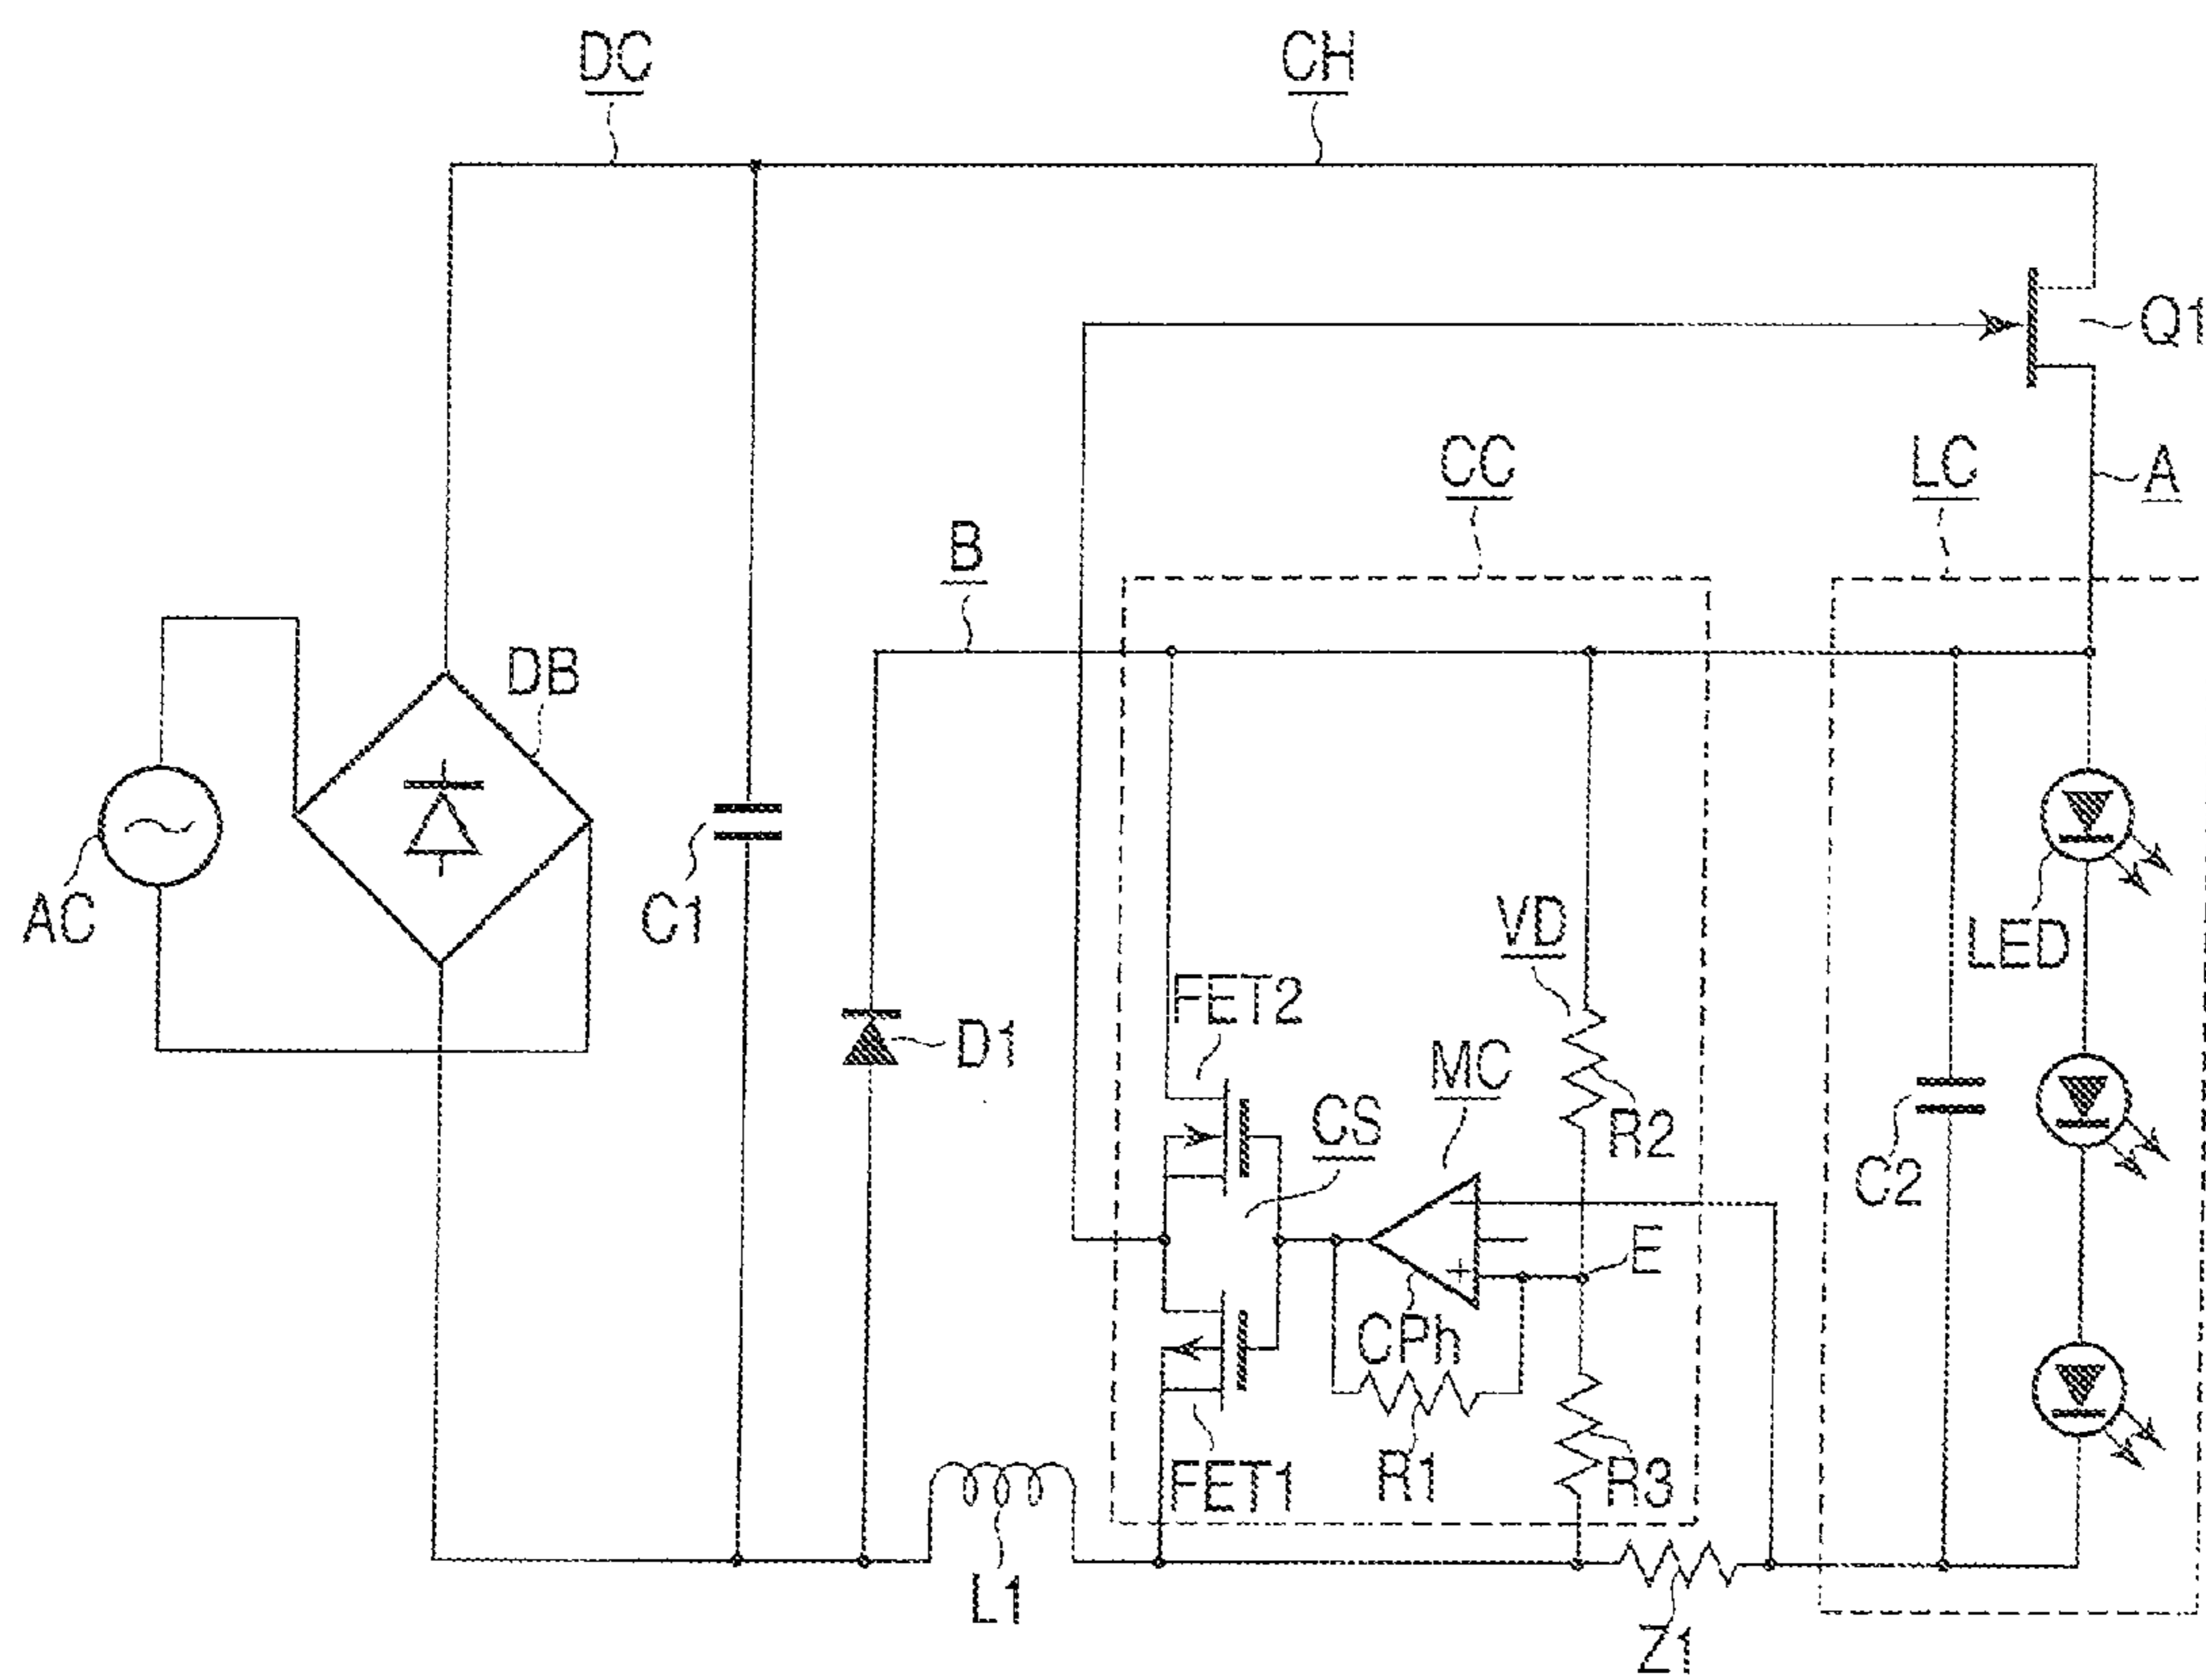 DC
CH
Q1
CC
LC
A
B
DB
AC
C1
VD
LED
FET2
D1
MC
CS
R2
C2
E
+
CPh
FET1
R1
R3
L1
Z1